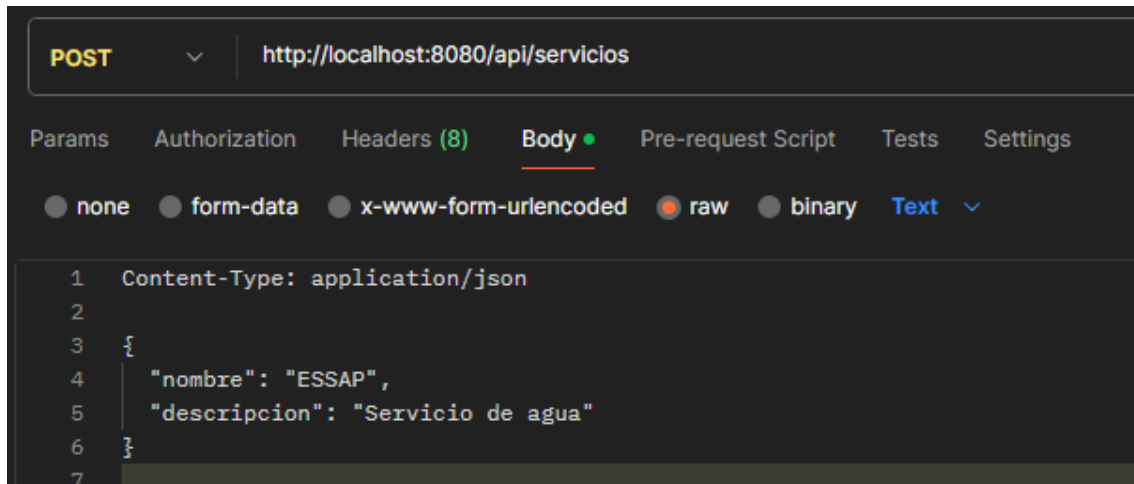 POST http://localhost:8080/api/servicios
Params Authorization Headers (8) Body Pre-request Script Tests Settings
none form-data x-www-form-urlencoded raw binary Text
1 Content-Type: application/json
2
3 {
4 "nombre": "ESSAP",
5 "descripcion": "Servicio de agua"
6 }
7